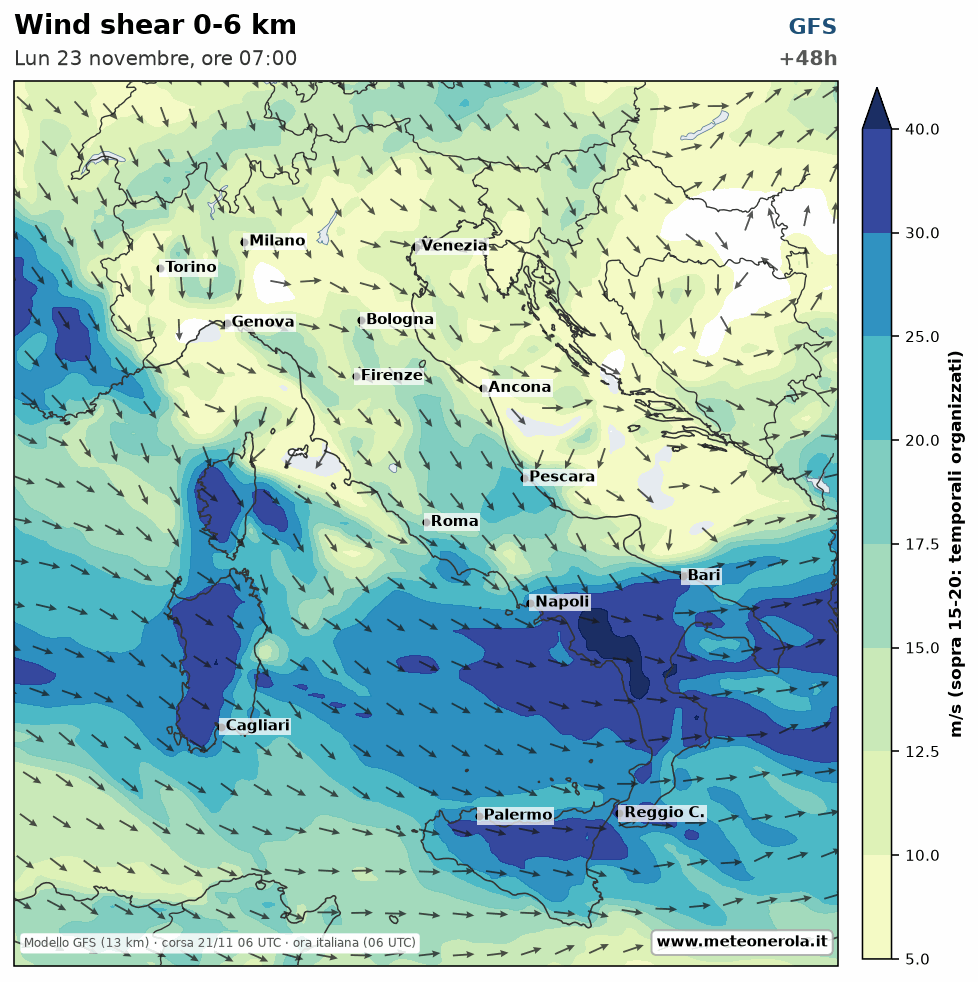 Wind shear 0-6 km
GFS
Lun 23 novembre, ore 07:00
+48h
40.0
30.0
25.0
20.0
17.5
15.0
12.5
10.0
5.0
m/s (sopra 15-20: temporali organizzati)
Milano
Venezia
Torino
Genova
Bologna
Firenze
Ancona
Pescara
Roma
Bari
Napoli
Cagliari
Palermo
Reggio C.
Modello GFS (13 km) · corsa 21/11 06 UTC · ora italiana (06 UTC)
www.meteonerola.it